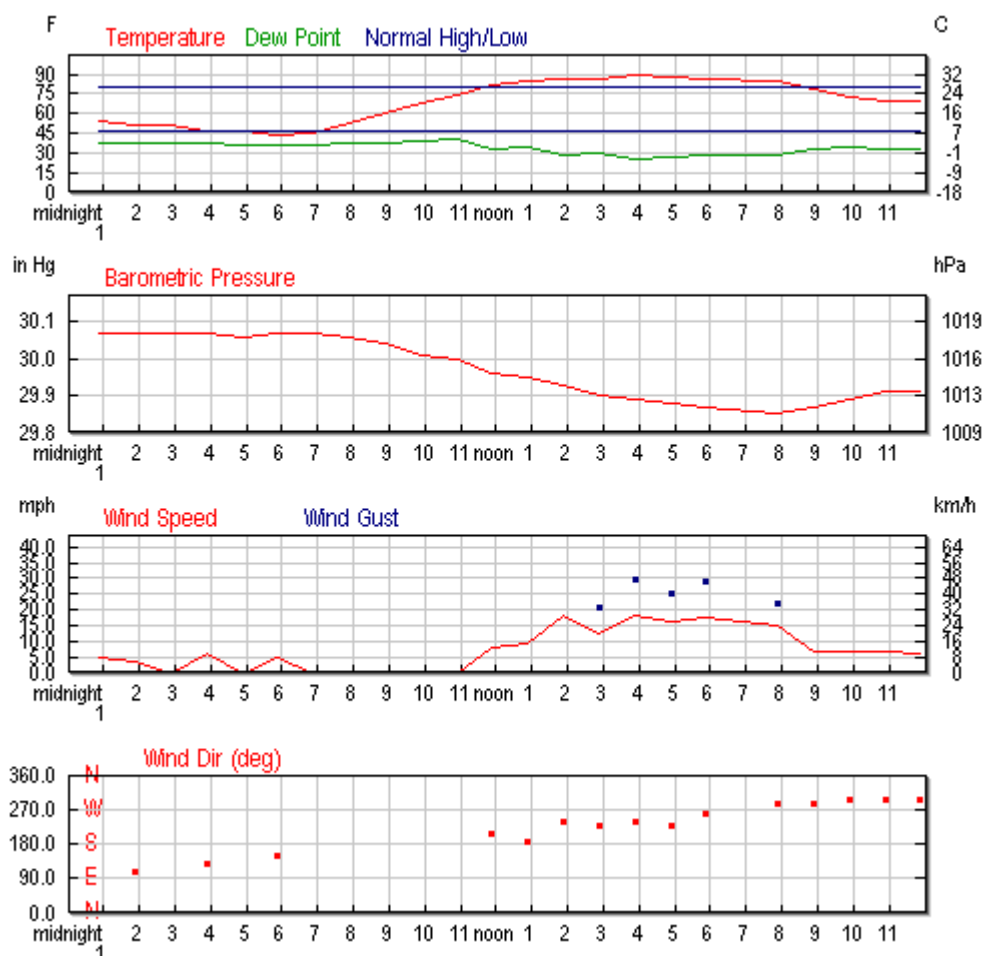 F Temperature Dew Point Normal High/Low C
90 32
75 24
60 16
45 7
30 -1
15 -9
0 -18
midnight 2 3 4 5 6 7 8 9 10 11 noon 1 2 3 4 5 6 7 8 9 10 11
1
in Hg Barometric Pressure hPa
30.1 1019
30.0 1016
29.9 1013
29.8 1009
midnight 2 3 4 5 6 7 8 9 10 11 noon 1 2 3 4 5 6 7 8 9 10 11
1
mph Wind Speed Wind Gust km/h
40.0 64
35.0 56
30.0 48
25.0 40
20.0 32
15.0 24
10.0 16
5.0 8
0.0 0
midnight 2 3 4 5 6 7 8 9 10 11 noon 1 2 3 4 5 6 7 8 9 10 11
1
Wind Dir (deg)
360.0 N
270.0 W
180.0 S
90.0 E
0.0 N
midnight 2 3 4 5 6 7 8 9 10 11 noon 1 2 3 4 5 6 7 8 9 10 11
1